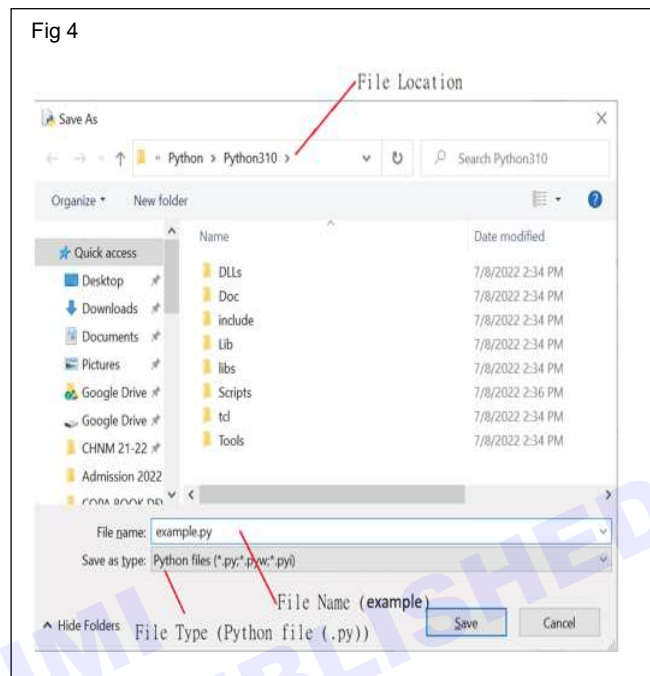 Fig 4
File Location
Save As
« Python › Python310 ›
Search Python310
Organize
New folder
Name
Date modified
Quick access
Desktop
Downloads
Documents
Pictures
Google Drive
Google Drive
CHNM 21-22
Admission 2022
DLLs 7/8/2022 2:34 PM
Doc 7/8/2022 2:34 PM
include 7/8/2022 2:34 PM
Lib 7/8/2022 2:34 PM
libs 7/8/2022 2:34 PM
Scripts 7/8/2022 2:36 PM
tcl 7/8/2022 2:34 PM
Tools 7/8/2022 2:34 PM
File name: example.py
Save as type: Python files (*.py;*.pyw;*.pyi)
File Name (example)
Hide Folders
File Type (Python file (.py))
Save
Cancel